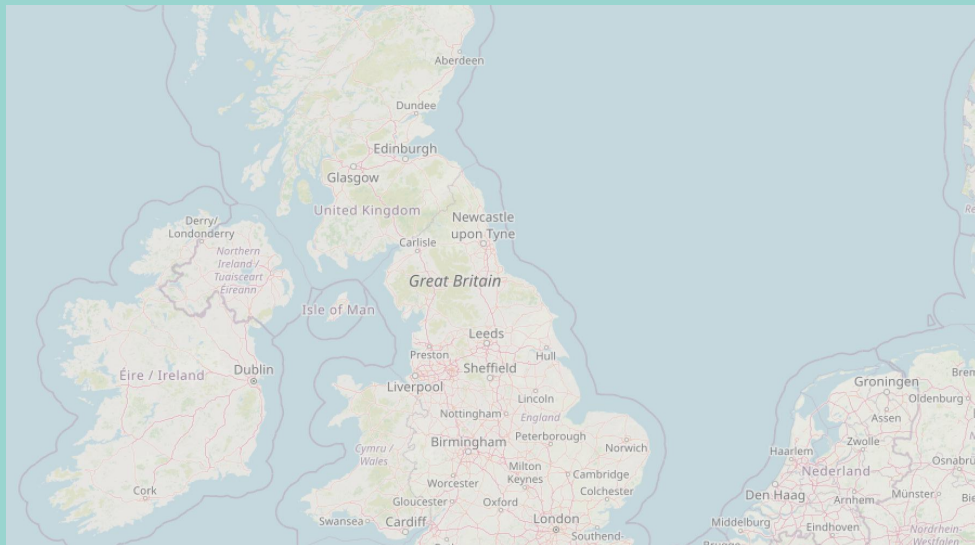 Aberdeen
Dundee
Edinburgh
Glasgow
United Kingdom
Derry/
Londonderry
Newcastle
upon Tyne
Carlisle
Northern
Ireland /
Tuaisceart
Éireann
Great Britain
Isle of Man
Leeds
Preston
Hull
Sheffield
Dublin
Éire / Ireland
Liverpool
Lincoln
Groningen
Oldenburg
Nottingham
England
Assen
Birmingham
Peterborough
Norwich
Zwolle
Cymru /
Wales
Haarlem
Nederland
Worcester
Milton
Keynes
Cambridge
Cork
Gloucester
Oxford
Colchester
Den Haag
Arnhem
Münster
Swansea
Cardiff
London
Middelburg
Eindhoven
Southend-
Nordrhein-
Westfalen